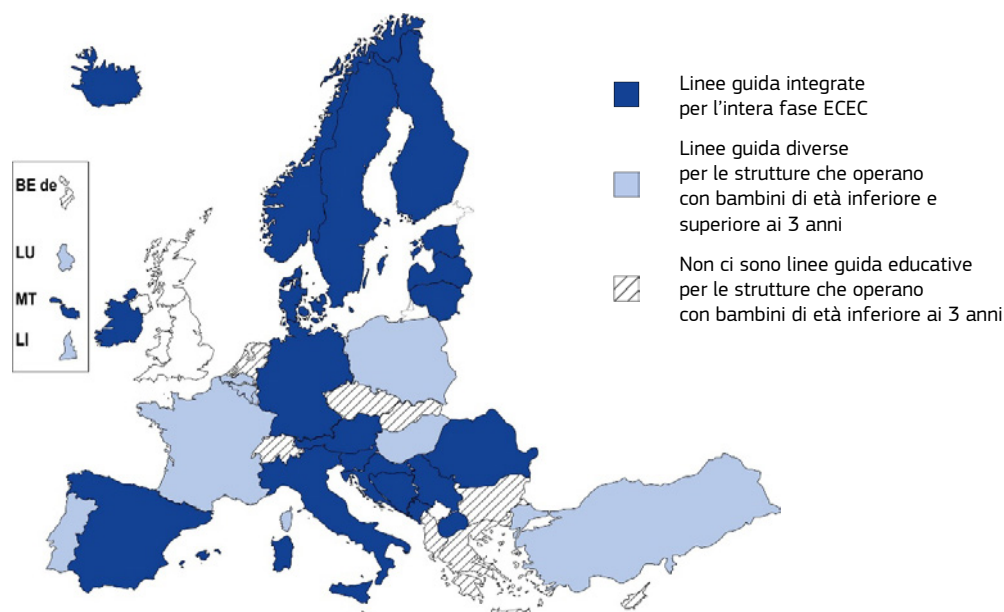 Linee guida integrate
per l'intera fase ECEC
Linee guida diverse
per le strutture che operano
con bambini di età inferiore e
superiore ai 3 anni
Non ci sono linee guida educative
per le strutture che operano
con bambini di età inferiore ai 3 anni
BE de
LU
MT
LI